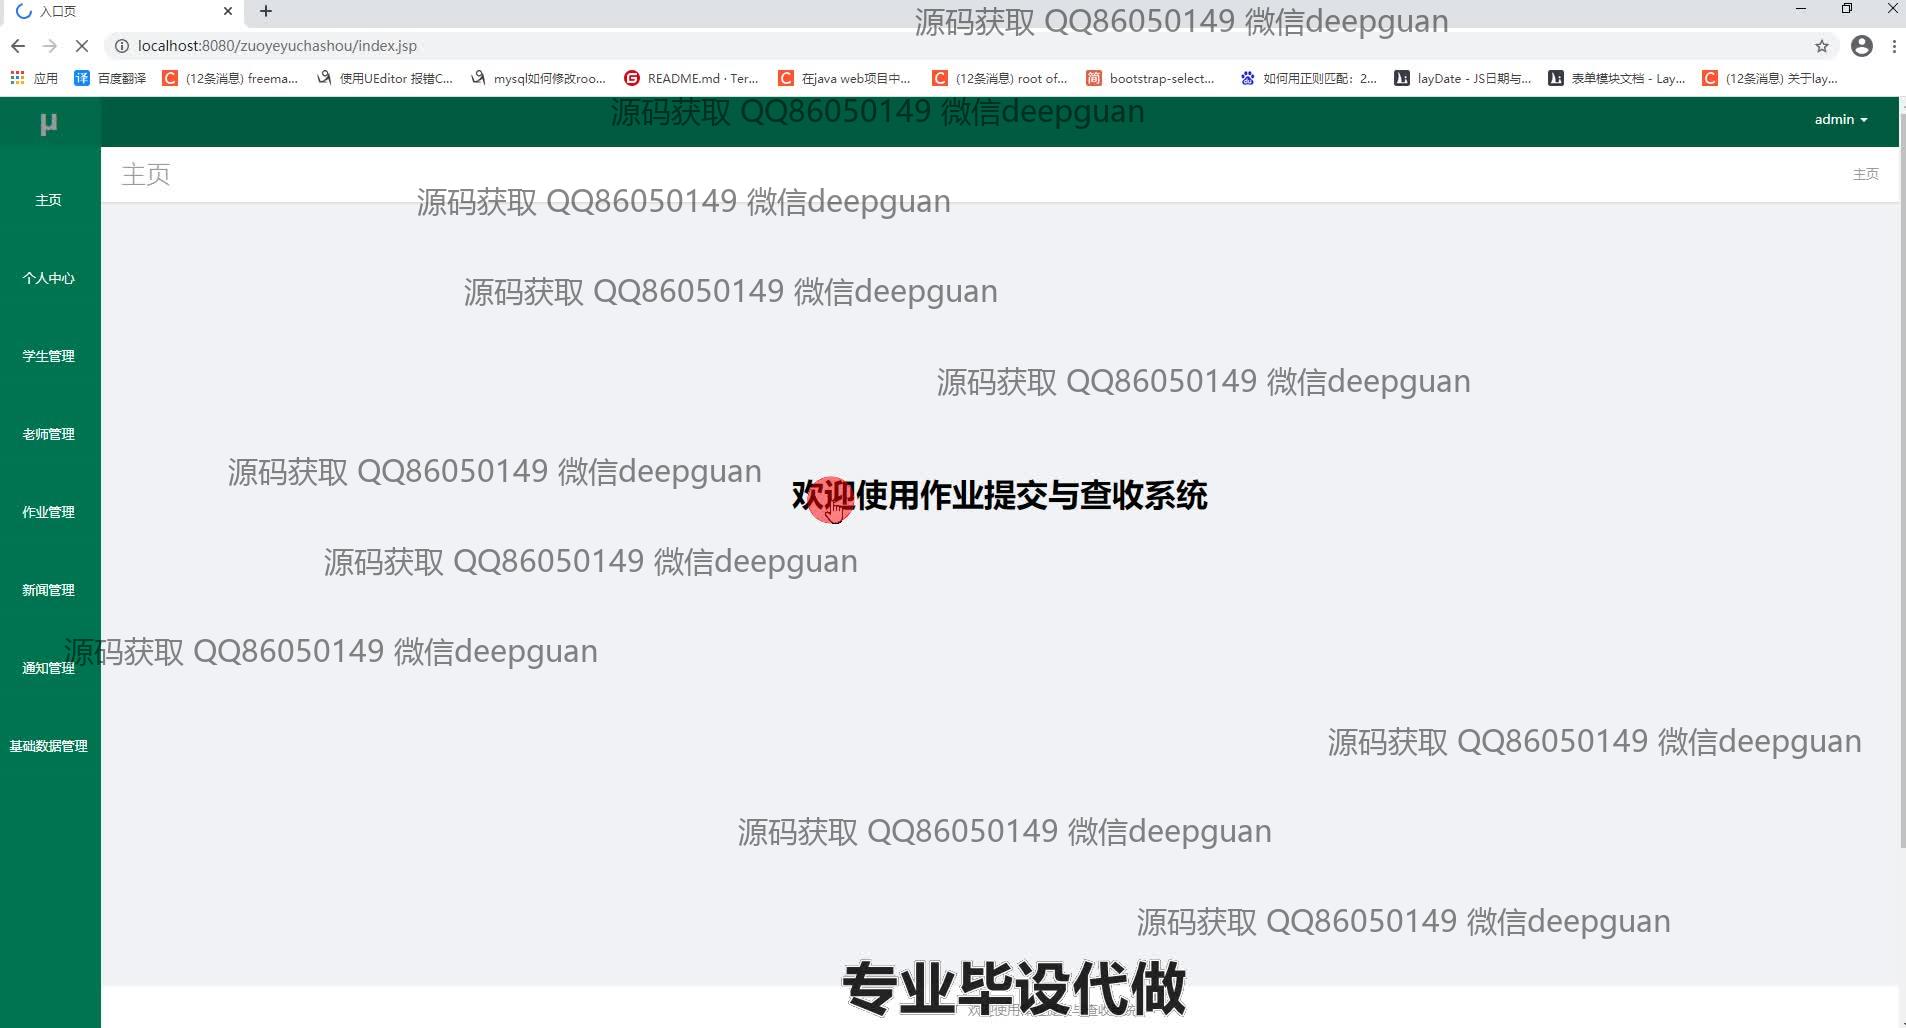 入口页
源码获取 QQ86050149 微信deepguan
localhost:8080/zuoyeyuchashou/index.jsp
应用 百度翻译 (12条消息) freema... 使用UEditor 报错C... mysql如何修改roo... README.md · Ter... 在java web项目中... (12条消息) root of... bootstrap-select... 如何用正则匹配：2... layDate - JS日期与... 表单模块文档 - Lay... (12条消息) 关于lay...
源码获取 QQ86050149 微信deepguan
μ
admin
主页
主页
主页
源码获取 QQ86050149 微信deepguan
个人中心
源码获取 QQ86050149 微信deepguan
学生管理
源码获取 QQ86050149 微信deepguan
老师管理
源码获取 QQ86050149 微信deepguan
欢迎使用作业提交与查收系统
作业管理
源码获取 QQ86050149 微信deepguan
新闻管理
源码获取 QQ86050149 微信deepguan
通知管理
源码获取 QQ86050149 微信deepguan
基础数据管理
源码获取 QQ86050149 微信deepguan
源码获取 QQ86050149 微信deepguan
专业毕设代做